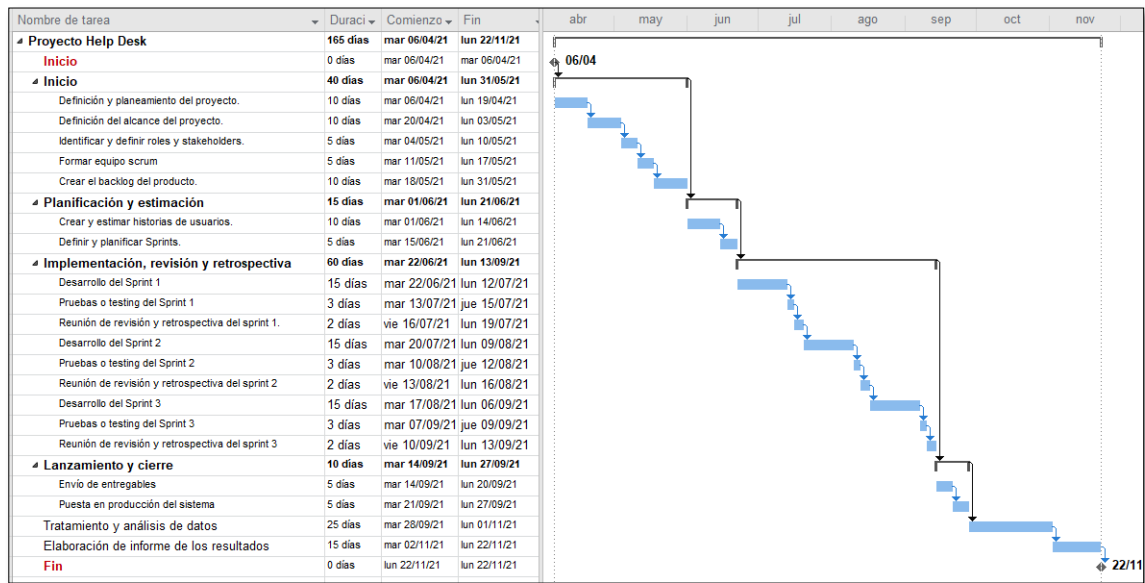 Nombre de tarea Duraci Comienzo Fin abr may jun jul ago sep oct nov
Proyecto Help Desk 165 días mar 06/04/21 lun 22/11/21
Inicio 0 días mar 06/04/21 mar 06/04/21 06/04
Inicio 40 días mar 06/04/21 lun 31/05/21
Definición y planeamiento del proyecto. 10 días mar 06/04/21 lun 19/04/21
Definición del alcance del proyecto. 10 días mar 20/04/21 lun 03/05/21
Identificar y definir roles y stakeholders. 5 días mar 04/05/21 lun 10/05/21
Formar equipo scrum 5 días mar 11/05/21 lun 17/05/21
Crear el backlog del producto. 10 días mar 18/05/21 lun 31/05/21
Planificación y estimación 15 días mar 01/06/21 lun 21/06/21
Crear y estimar historias de usuarios. 10 días mar 01/06/21 lun 14/06/21
Definir y planificar Sprints. 5 días mar 15/06/21 lun 21/06/21
Implementación, revisión y retrospectiva 60 días mar 22/06/21 lun 13/09/21
Desarrollo del Sprint 1 15 días mar 22/06/21 lun 12/07/21
Pruebas o testing del Sprint 1 3 días mar 13/07/21 jue 15/07/21
Reunión de revisión y retrospectiva del sprint 1. 2 días vie 16/07/21 lun 19/07/21
Desarrollo del Sprint 2 15 días mar 20/07/21 lun 09/08/21
Pruebas o testing del Sprint 2 3 días mar 10/08/21 jue 12/08/21
Reunión de revisión y retrospectiva del sprint 2 2 días vie 13/08/21 lun 16/08/21
Desarrollo del Sprint 3 15 días mar 17/08/21 lun 06/09/21
Pruebas o testing del Sprint 3 3 días mar 07/09/21 jue 09/09/21
Reunión de revisión y retrospectiva del sprint 3 2 días vie 10/09/21 lun 13/09/21
Lanzamiento y cierre 10 días mar 14/09/21 lun 27/09/21
Envío de entregables 5 días mar 14/09/21 lun 20/09/21
Puesta en producción del sistema 5 días mar 21/09/21 lun 27/09/21
Tratamiento y análisis de datos 25 días mar 28/09/21 lun 01/11/21
Elaboración de informe de los resultados 15 días mar 02/11/21 lun 22/11/21
Fin 0 días lun 22/11/21 lun 22/11/21 22/11